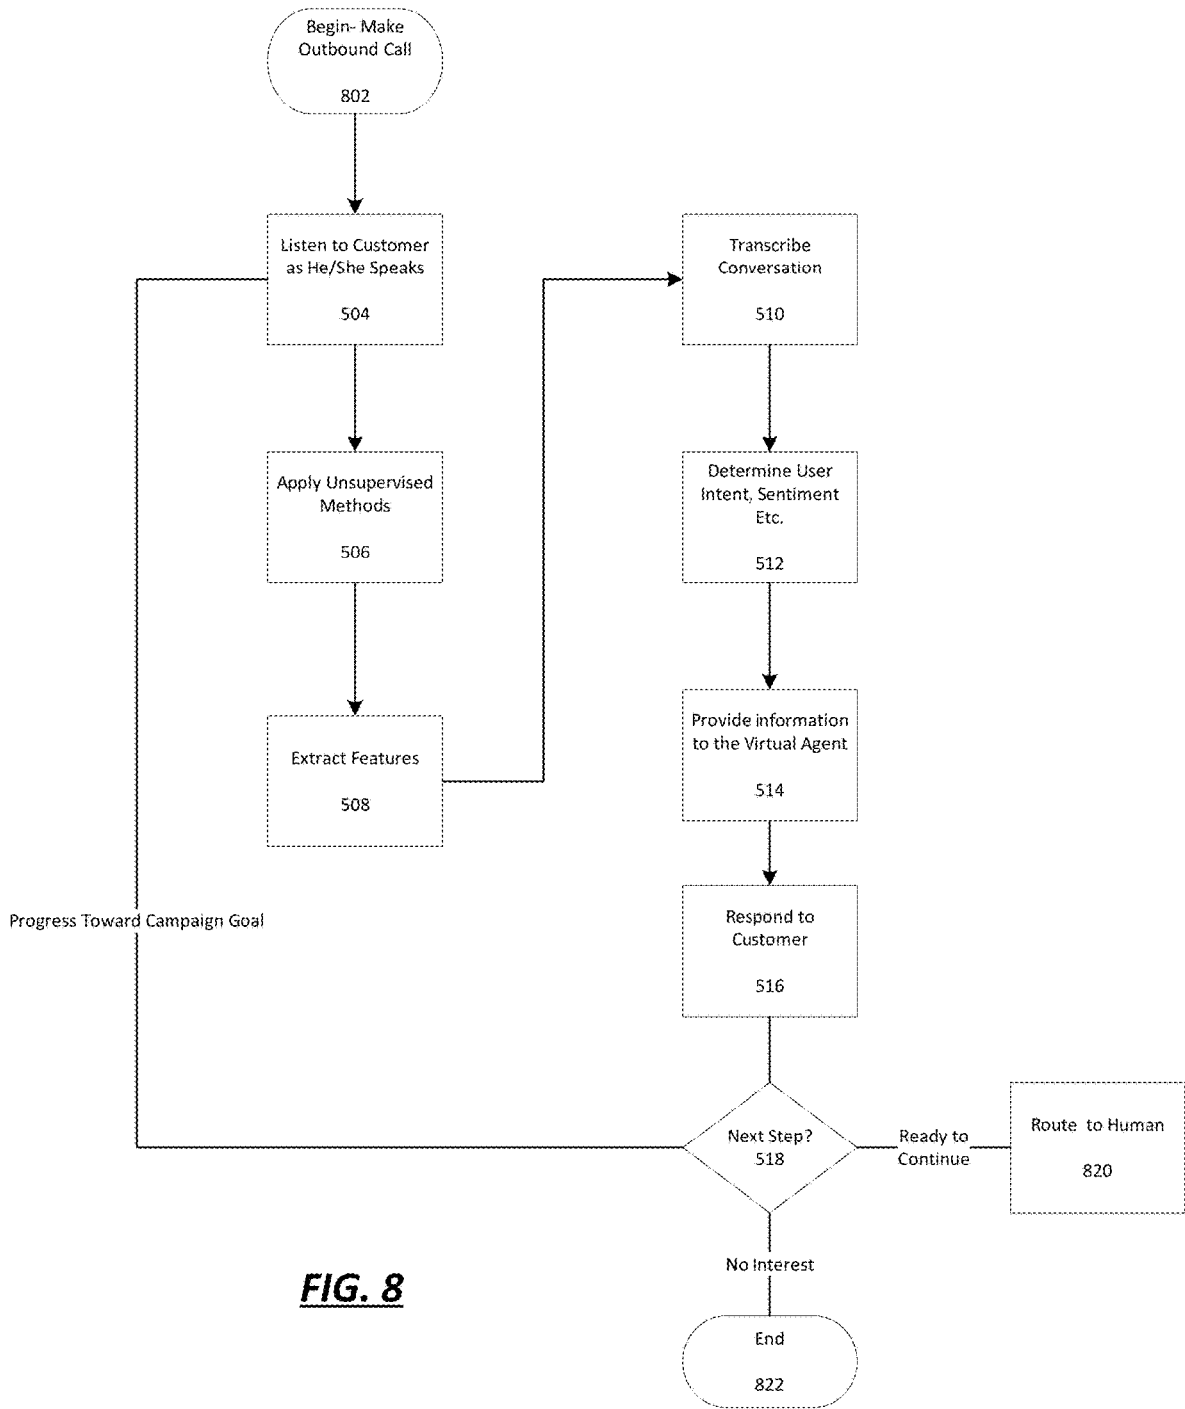 Begin- Make
Outbound Call
802
Listen to Customer
as He/She Speaks
504
Apply Unsupervised
Methods
506
Extract Features
508
Transcribe
Conversation
510
Determine User
Intent, Sentiment
Etc.
512
Provide information
to the Virtual Agent
514
Respond to
Customer
516
Progress Toward Campaign Goal
Next Step?
518
Ready to
Continue
Route to Human
820
No Interest
End
822
FIG. 8